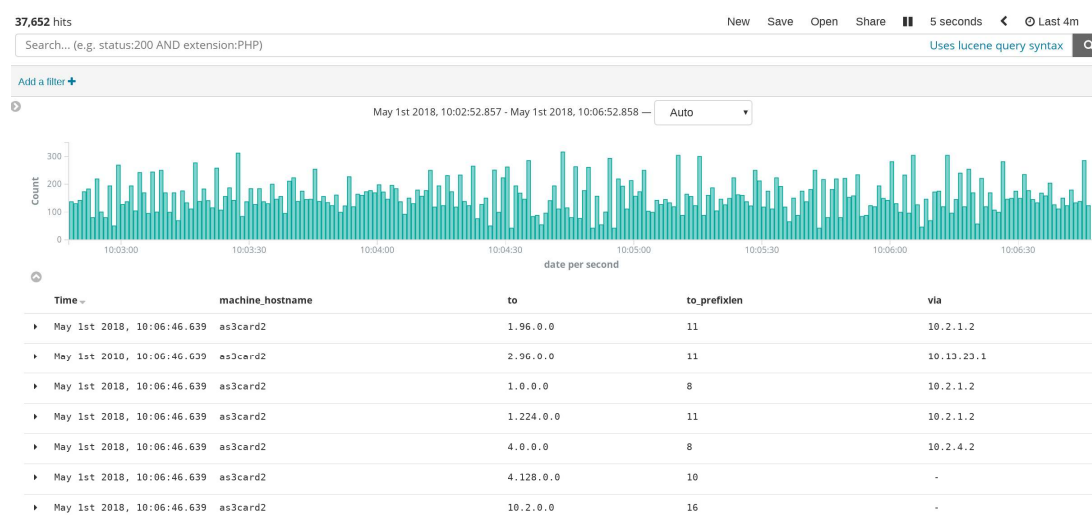 37,652 hits New Save Open Share 5 seconds Last 4m
Search... (e.g. status:200 AND extension:PHP) Uses lucene query syntax
Add a filter
May 1st 2018, 10:02:52.857 - May 1st 2018, 10:06:52.858 — Auto
300
200
100
0
Count
10:03:00 10:03:30 10:04:00 10:04:30 10:05:00 10:05:30 10:06:00 10:06:30
date per second
Time machine_hostname to to_prefixlen via
May 1st 2018, 10:06:46.639 as3card2 1.96.0.0 11 10.2.1.2
May 1st 2018, 10:06:46.639 as3card2 2.96.0.0 11 10.13.23.1
May 1st 2018, 10:06:46.639 as3card2 1.0.0.0 8 10.2.1.2
May 1st 2018, 10:06:46.639 as3card2 1.224.0.0 11 10.2.1.2
May 1st 2018, 10:06:46.639 as3card2 4.0.0.0 8 10.2.4.2
May 1st 2018, 10:06:46.639 as3card2 4.128.0.0 10 -
May 1st 2018, 10:06:46.639 as3card2 10.2.0.0 16 -